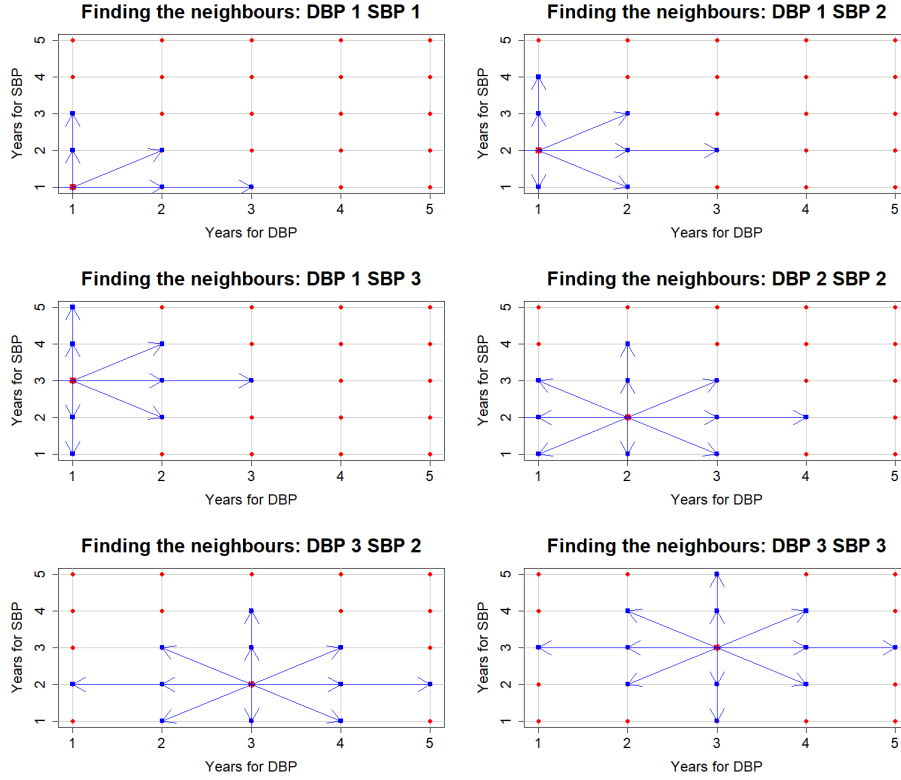 Finding the neighbours: DBP 1 SBP 1
Years for SBP
5
4
3
2
1
1 2 3 4 5
Years for DBP
Finding the neighbours: DBP 1 SBP 2
Years for SBP
5
4
3
2
1
1 2 3 4 5
Years for DBP
Finding the neighbours: DBP 1 SBP 3
Years for SBP
5
4
3
2
1
1 2 3 4 5
Years for DBP
Finding the neighbours: DBP 2 SBP 2
Years for SBP
5
4
3
2
1
1 2 3 4 5
Years for DBP
Finding the neighbours: DBP 3 SBP 2
Years for SBP
5
4
3
2
1
1 2 3 4 5
Years for DBP
Finding the neighbours: DBP 3 SBP 3
Years for SBP
5
4
3
2
1
1 2 3 4 5
Years for DBP